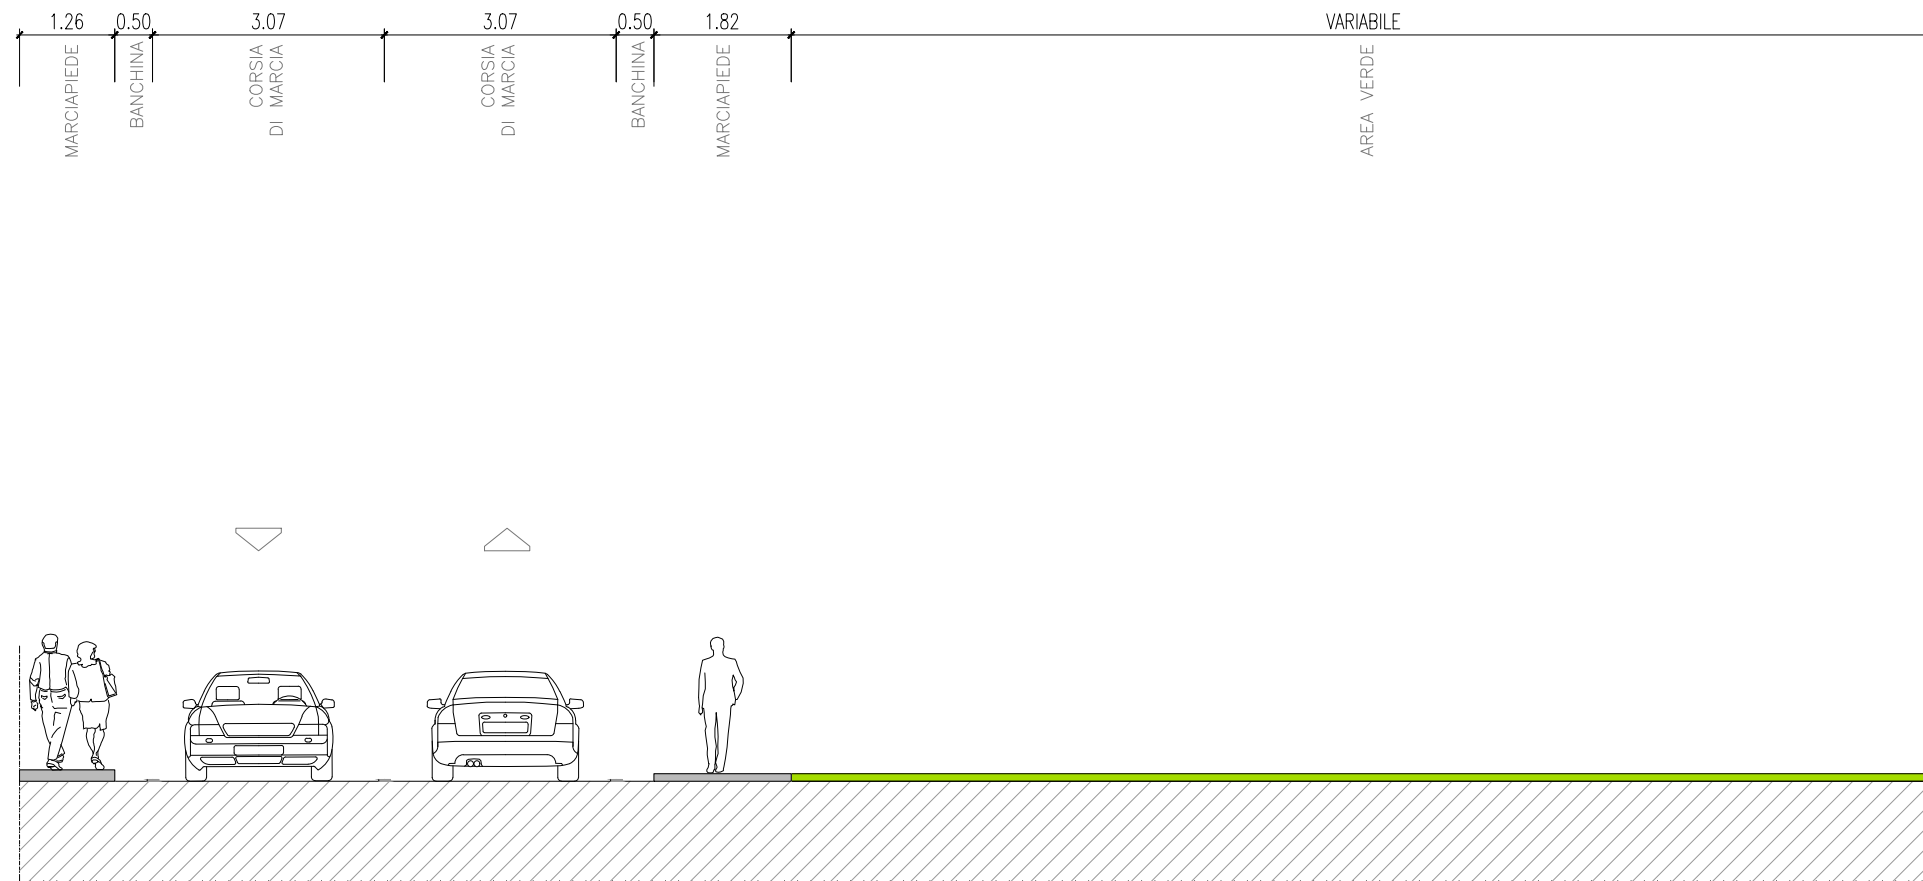 1.26 0.50 3.07 3.07 0.50 1.82 VARIABILE
MARCIAPIEDE
BANCHINA
CORSIA
DI MARCIA
CORSIA
DI MARCIA
BANCHINA
MARCIAPIEDE
AREA VERDE